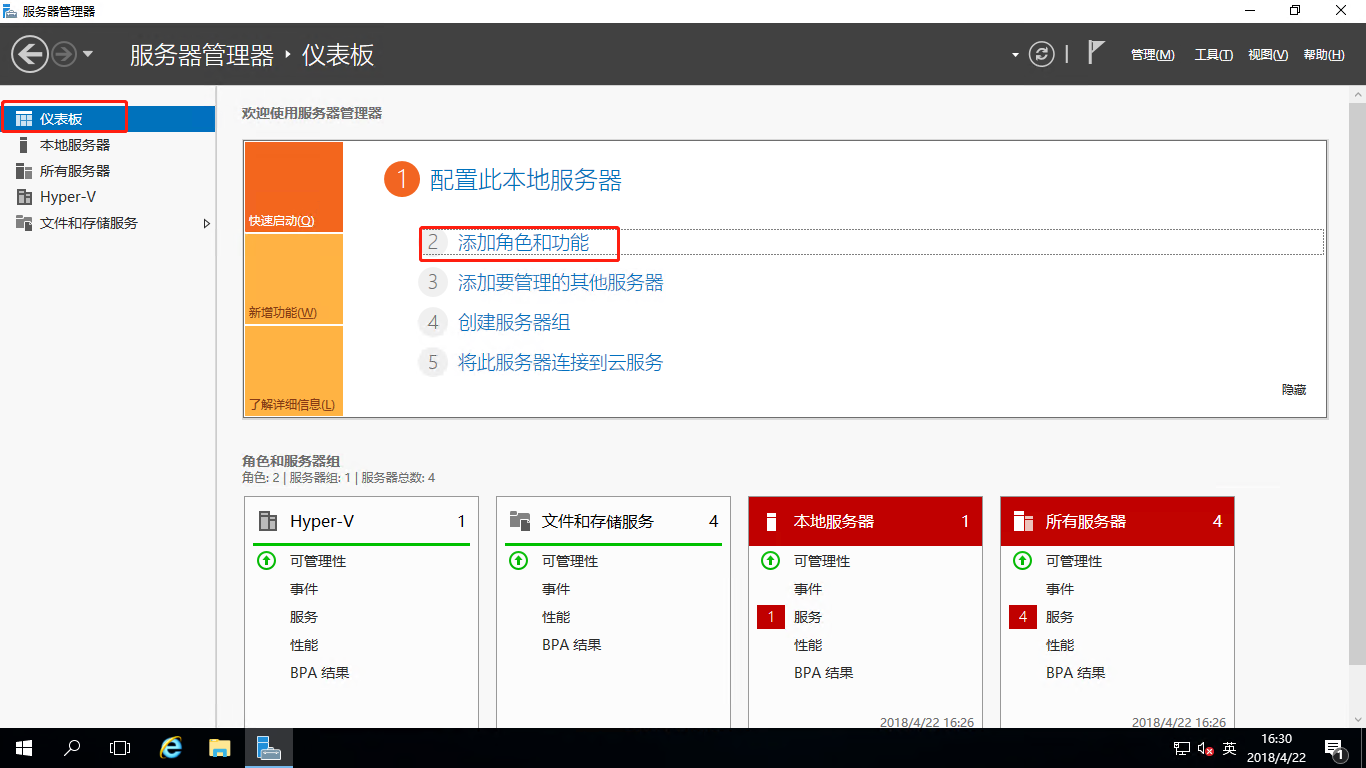 服务器管理器
服务器管理器 · 仪表板
管理(M) 工具(T) 视图(V) 帮助(H)
仪表板
本地服务器
所有服务器
Hyper-V
文件和存储服务
欢迎使用服务器管理器
快速启动(Q)
新增功能(W)
了解详细信息(L)
1 配置此本地服务器
2 添加角色和功能
3 添加要管理的其他服务器
4 创建服务器组
5 将此服务器连接到云服务
隐藏
角色和服务器组
角色: 2 | 服务器组: 1 | 服务器总数: 4
Hyper-V 1
可管理性
事件
服务
性能
BPA 结果
文件和存储服务 4
可管理性
事件
性能
BPA 结果
本地服务器 1
可管理性
事件
1 服务
性能
BPA 结果
2018/4/22 16:26
所有服务器 4
可管理性
事件
4 服务
性能
BPA 结果
2018/4/22 16:26
英
16:30
2018/4/22
1